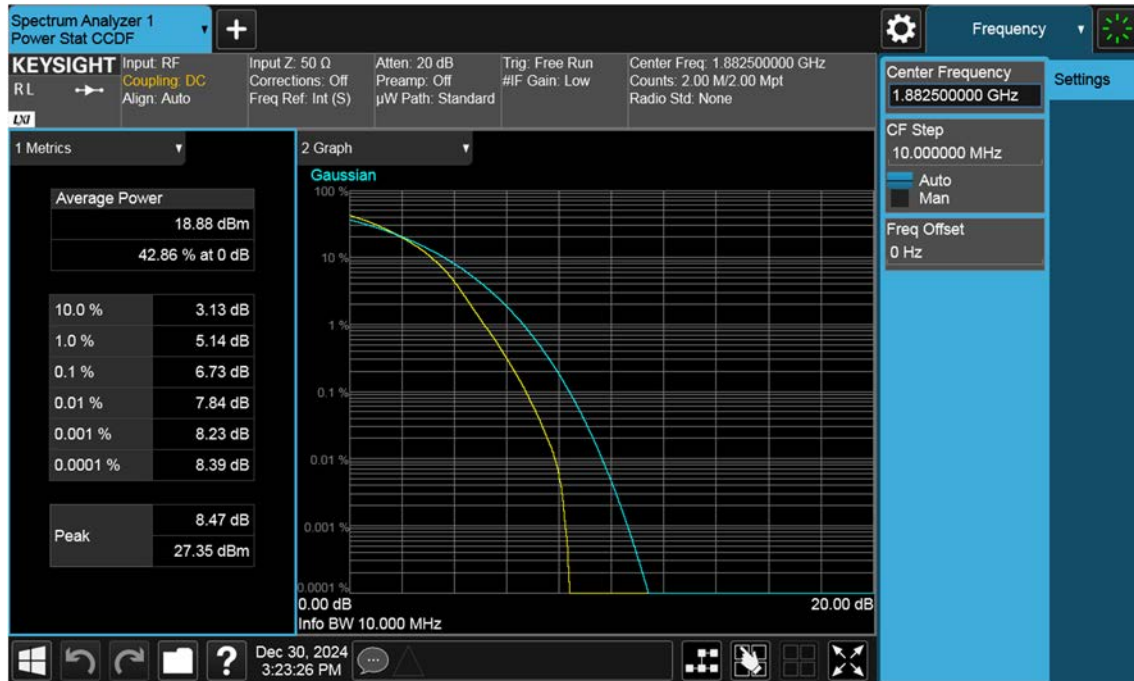 Spectrum Analyzer 1
Power Stat CCDF
+
Frequency
KEYSIGHT
RL
LXI
Input: RF
Coupling: DC
Align: Auto
Input Z: 50 Ω
Corrections: Off
Freq Ref: Int (S)
Atten: 20 dB
Preamp: Off
µW Path: Standard
Trig: Free Run
#IF Gain: Low
Center Freq: 1.882500000 GHz
Counts: 2.00 M/2.00 Mpt
Radio Std: None
Center Frequency
1.882500000 GHz
Settings
CF Step
10.000000 MHz
Auto
Man
Freq Offset
0 Hz
1 Metrics
Average Power
18.88 dBm
42.86 % at 0 dB
10.0 % 3.13 dB
1.0 % 5.14 dB
0.1 % 6.73 dB
0.01 % 7.84 dB
0.001 % 8.23 dB
0.0001 % 8.39 dB
Peak
8.47 dB
27.35 dBm
2 Graph
Gaussian
100 %
10 %
1 %
0.1 %
0.01 %
0.001 %
0.0001 %
0.00 dB 20.00 dB
Info BW 10.000 MHz
?
Dec 30, 2024
3:23:26 PM